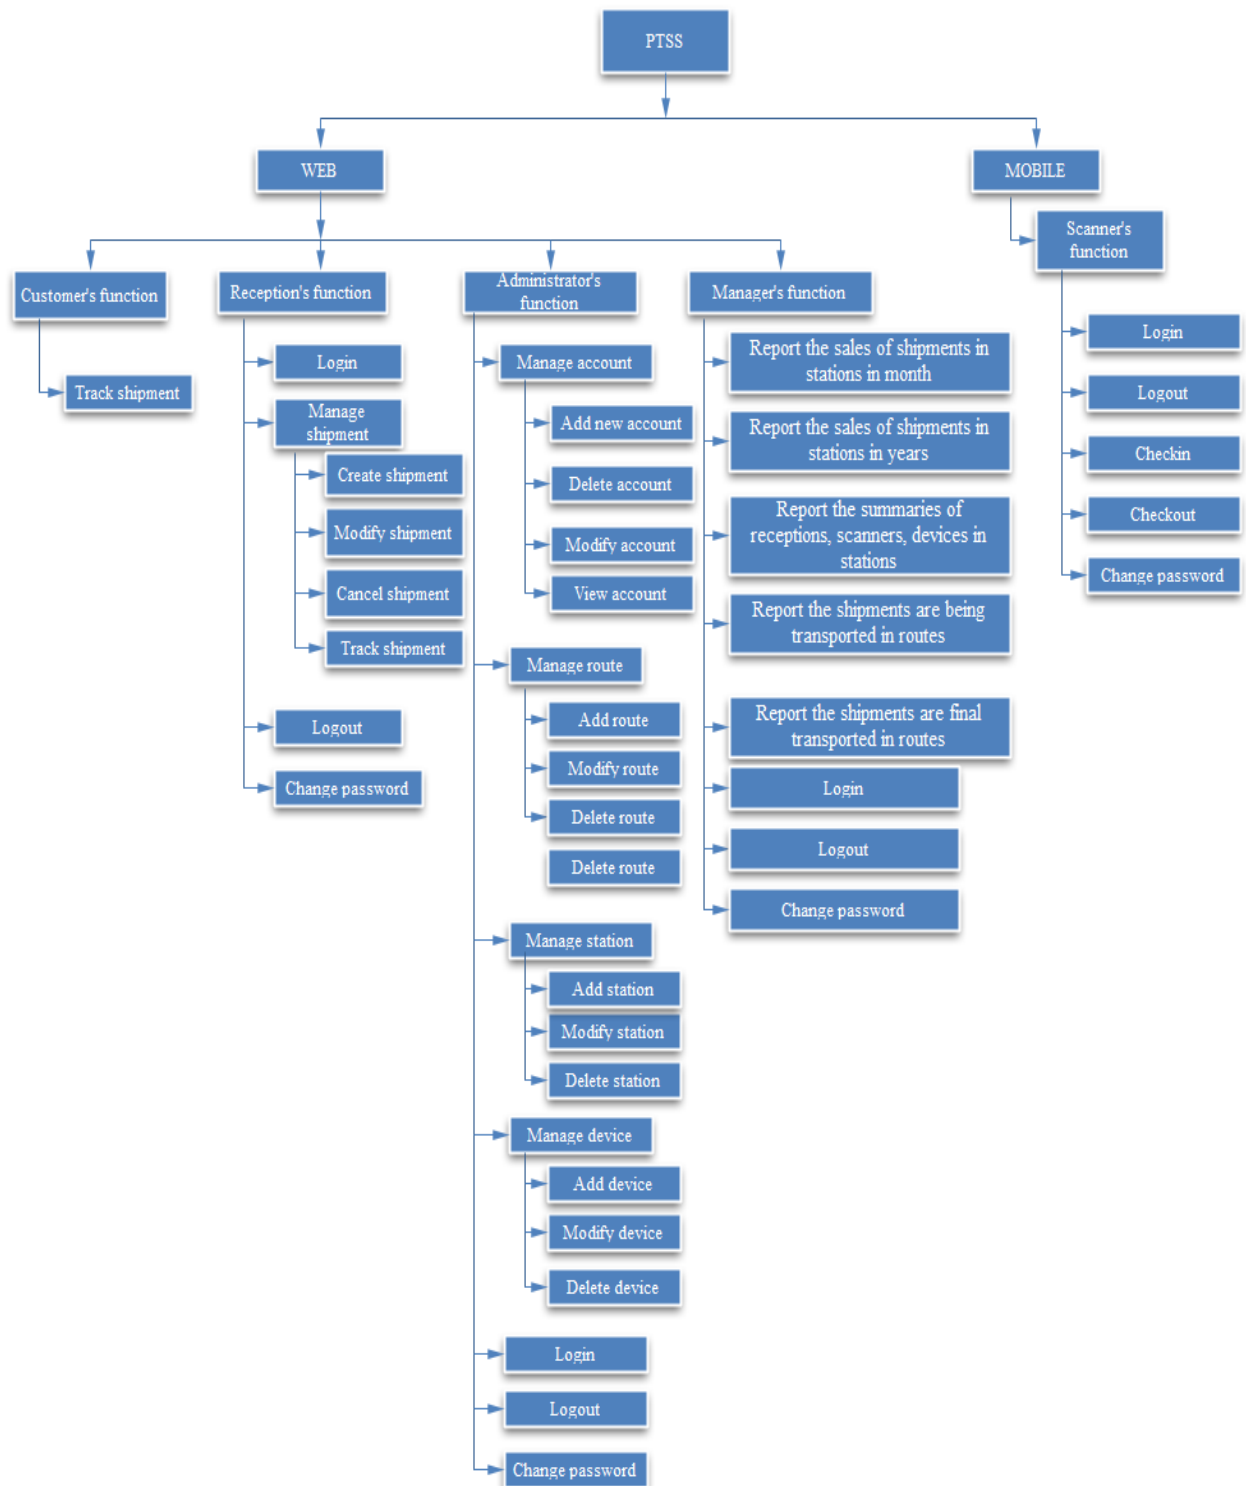 PTSS
WEB
MOBILE
Customer's function
Track shipment
Reception's function
Login
Manage
shipment
Create shipment
Modify shipment
Cancel shipment
Track shipment
Logout
Change password
Administrator's
function
Manage account
Add new account
Delete account
Modify account
View account
Manage route
Add route
Modify route
Delete route
Delete route
Manage station
Add station
Modify station
Delete station
Manage device
Add device
Modify device
Delete device
Login
Logout
Change password
Manager's function
Report the sales of shipments in
stations in month
Report the sales of shipments in
stations in years
Report the summaries of
receptions, scanners, devices in
stations
Report the shipments are being
transported in routes
Report the shipments are final
transported in routes
Login
Logout
Change password
Scanner's
function
Login
Logout
Checkin
Checkout
Change password